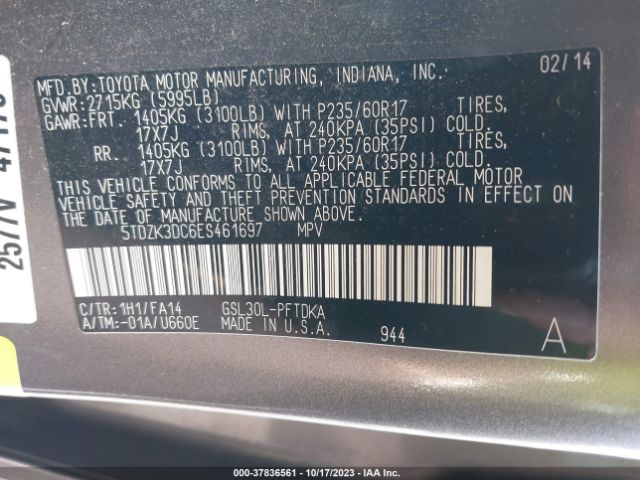 MFD.BY:TOYOTA MOTOR MANUFACTURING, INDIANA, INC. 02/14
GVWR:2715KG (5995LB)
GAWR:FRT. 1405KG (3100LB) WITH P235/60R17 TIRES,
17X7J RIMS, AT 240KPA (35PSI) COLD.
RR. 1405KG (3100LB) WITH P235/60R17 TIRES,
17X7J RIMS, AT 240KPA (35PSI) COLD.
THIS VEHICLE CONFORMS TO ALL APPLICABLE FEDERAL MOTOR
VEHICLE SAFETY AND THEFT PREVENTION STANDARDS IN EFFECT ON
THE DATE OF MANUFACTURE SHOWN ABOVE.
5TDZK3DC6ES461697 MPV
C/TR:1H1/FA14 GSL30L-PFTDKA
A/TM:-01A/U660E MADE IN U.S.A. 944 A
2577V
000-37836561 - 10/17/2023 - IAA Inc.